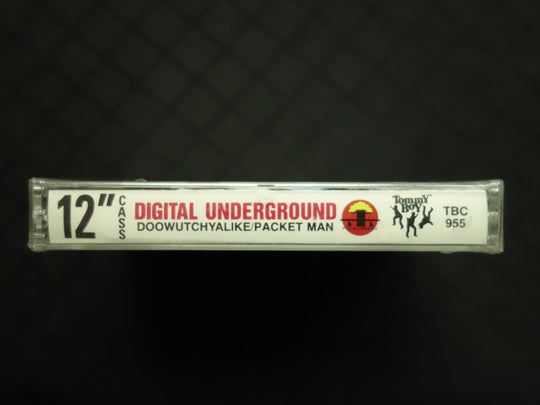 12"
CASS
DIGITAL UNDERGROUND
DOOWUTCHYALIKE/PACKET MAN
Tommy
Boy
TBC
955